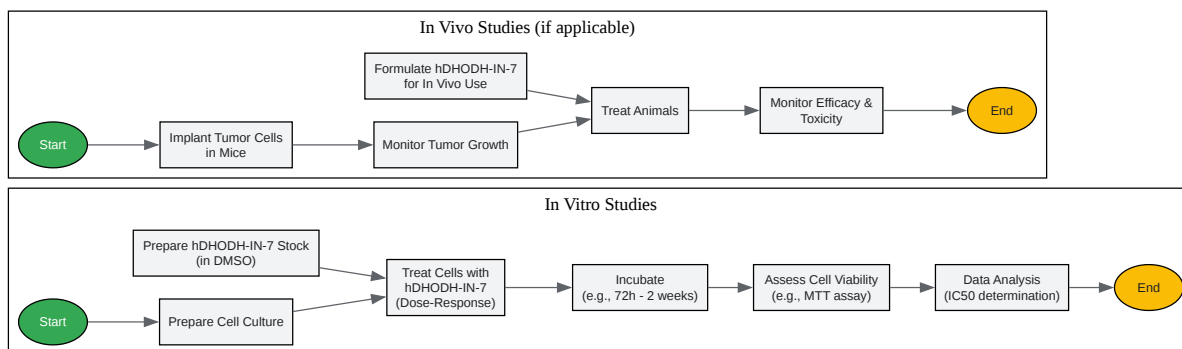 In Vivo Studies (if applicable)
Formulate hDHODH-IN-7
for In Vivo Use
Start
Implant Tumor Cells
in Mice
Monitor Tumor Growth
Treat Animals
Monitor Efficacy &
Toxicity
End
In Vitro Studies
Prepare hDHODH-IN-7 Stock
(in DMSO)
Start
Prepare Cell Culture
Treat Cells with
hDHODH-IN-7
(Dose-Response)
Incubate
(e.g., 72h - 2 weeks)
Assess Cell Viability
(e.g., MTT assay)
Data Analysis
(IC50 determination)
End